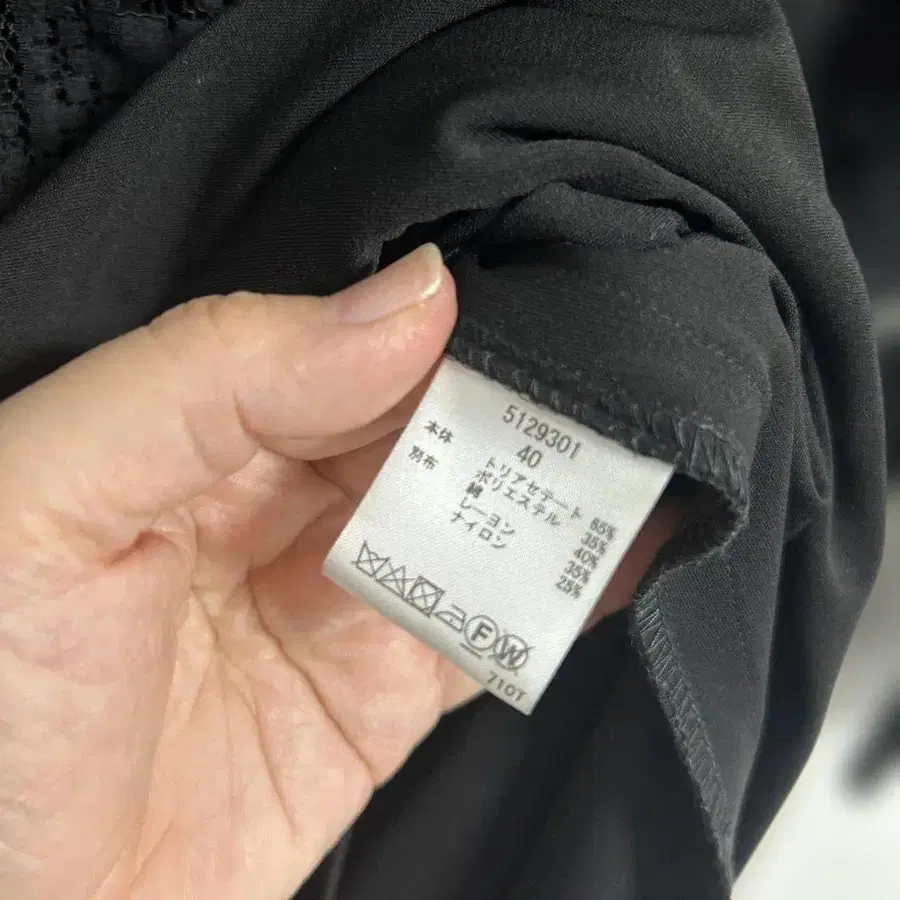 5129301
40
本体 トリアセテート 65%
ポリエステル 35%
別布 綿 40%
レーヨン 35%
ナイロン 25%
F W
710T